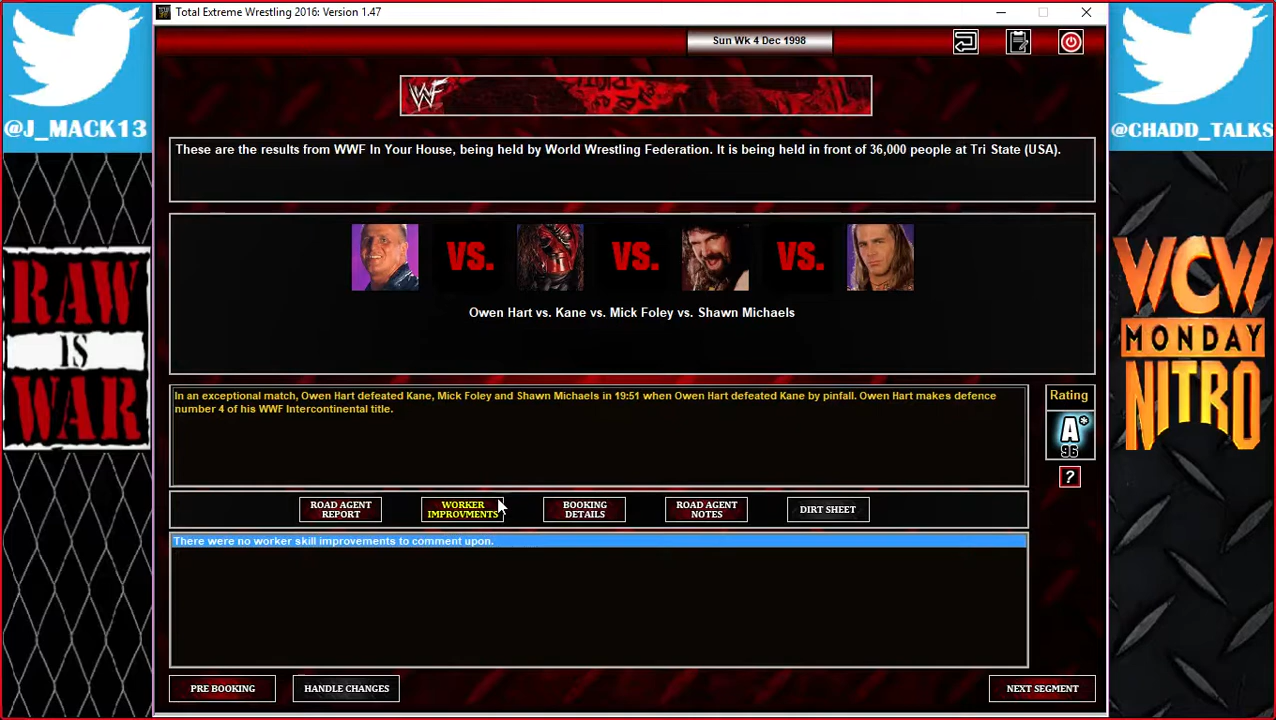 Total Extreme Wrestling 2016: Version 1.47
Sun Wk 4 Dec 1998
@J_MACK13
@CHADD_TALKS
These are the results from WWF In Your House, being held by World Wrestling Federation. It is being held in front of 36,000 people at Tri State (USA).
VS.
VS.
VS.
Owen Hart vs. Kane vs. Mick Foley vs. Shawn Michaels
RAW
IS
WAR
WCW
MONDAY
NITRO
In an exceptional match, Owen Hart defeated Kane, Mick Foley and Shawn Michaels in 19:51 when Owen Hart defeated Kane by pinfall. Owen Hart makes defence
number 4 of his WWF Intercontinental title.
Rating
A*
96
?
ROAD AGENT
REPORT
WORKER
IMPROVMENTS
BOOKING
DETAILS
ROAD AGENT
NOTES
DIRT SHEET
There were no worker skill improvements to comment upon.
PRE BOOKING
HANDLE CHANGES
NEXT SEGMENT